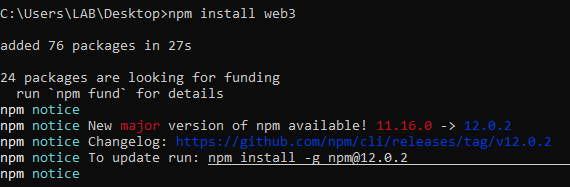 C:\Users\LAB\Desktop>npm install web3
added 76 packages in 27s
24 packages are looking for funding
  run `npm fund` for details
npm notice
npm notice New major version of npm available! 11.16.0 -> 12.0.2
npm notice Changelog: https://github.com/npm/cli/releases/tag/v12.0.2
npm notice To update run: npm install -g npm@12.0.2
npm notice